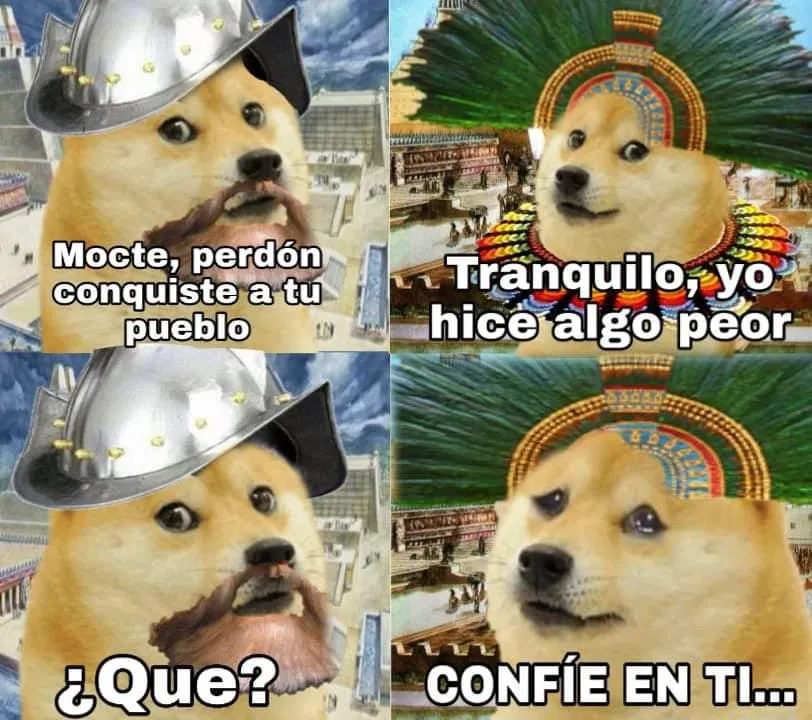 Mocte, perdón
conquiste a tu
pueblo
Tranquilo, yo
hice algo peor
¿Que?
CONFÍE EN TI...